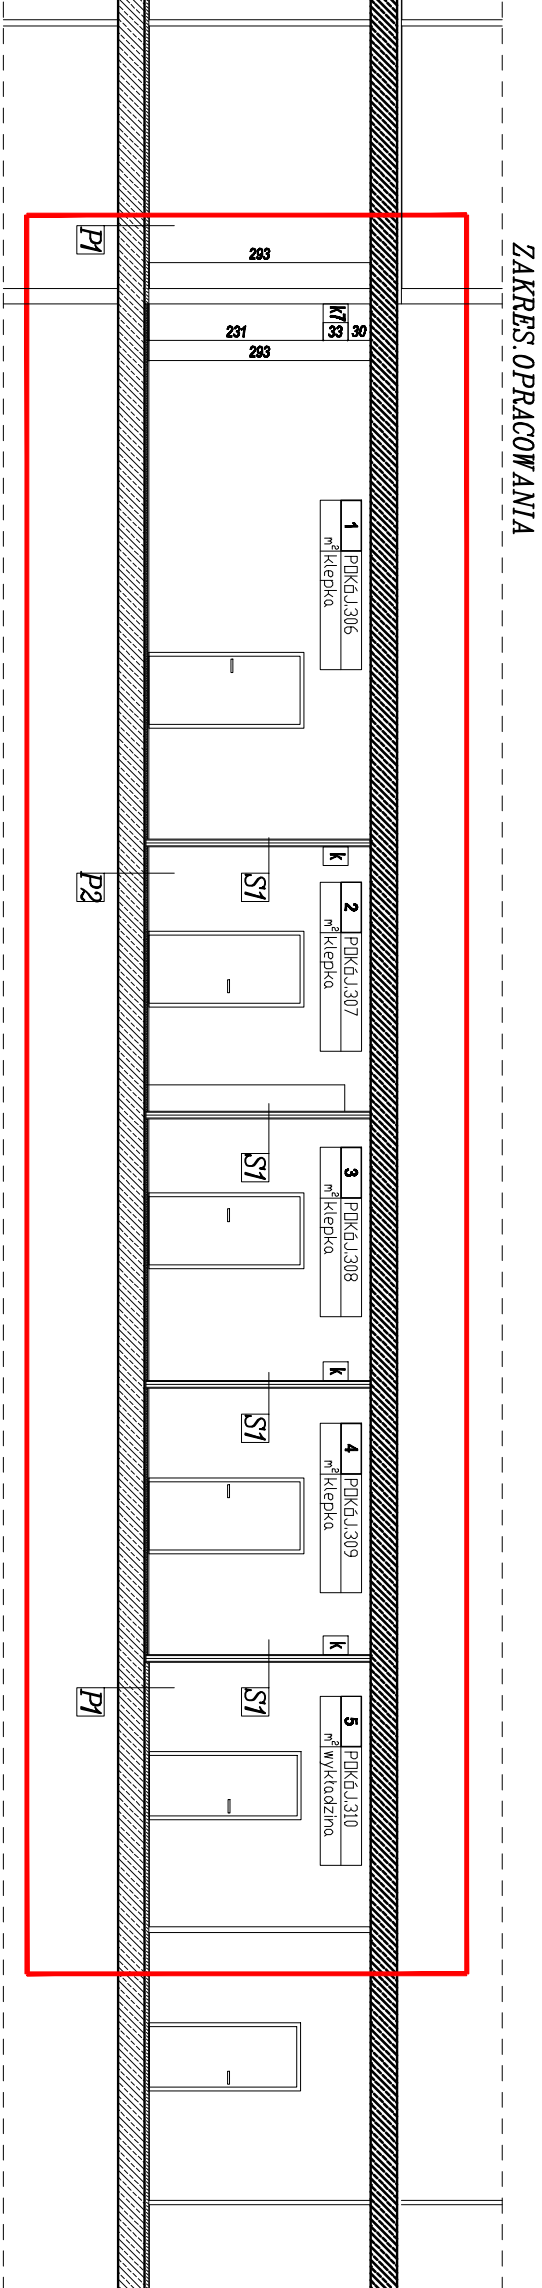 ZAKRES.OPRACOWANIA
P1
293
k7
231
33
30
293
1 POKÓJ.306
m² klepka
k
S1
P2
2 POKÓJ.307
m² klepka
S1
3 POKÓJ.308
m² klepka
k
S1
4 POKÓJ.309
m² klepka
k
S1
P1
5 POKÓJ.310
m² wykładzina